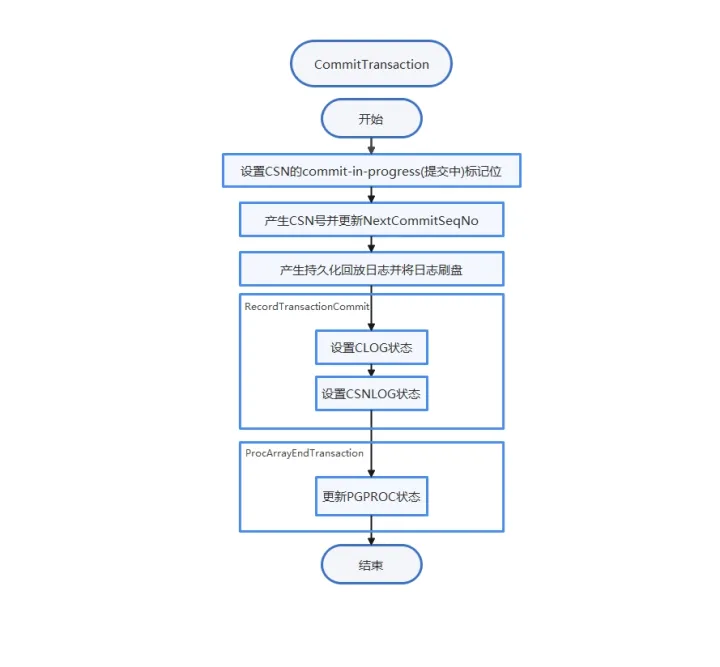 CommitTransaction
开始
设置CSN的commit-in-progress(提交中)标记位
产生CSN号并更新NextCommitSeqNo
产生持久化回放日志并将日志刷盘
RecordTransactionCommit
设置CLOG状态
设置CSNLOG状态
ProcArrayEndTransaction
更新PGPROC状态
结束